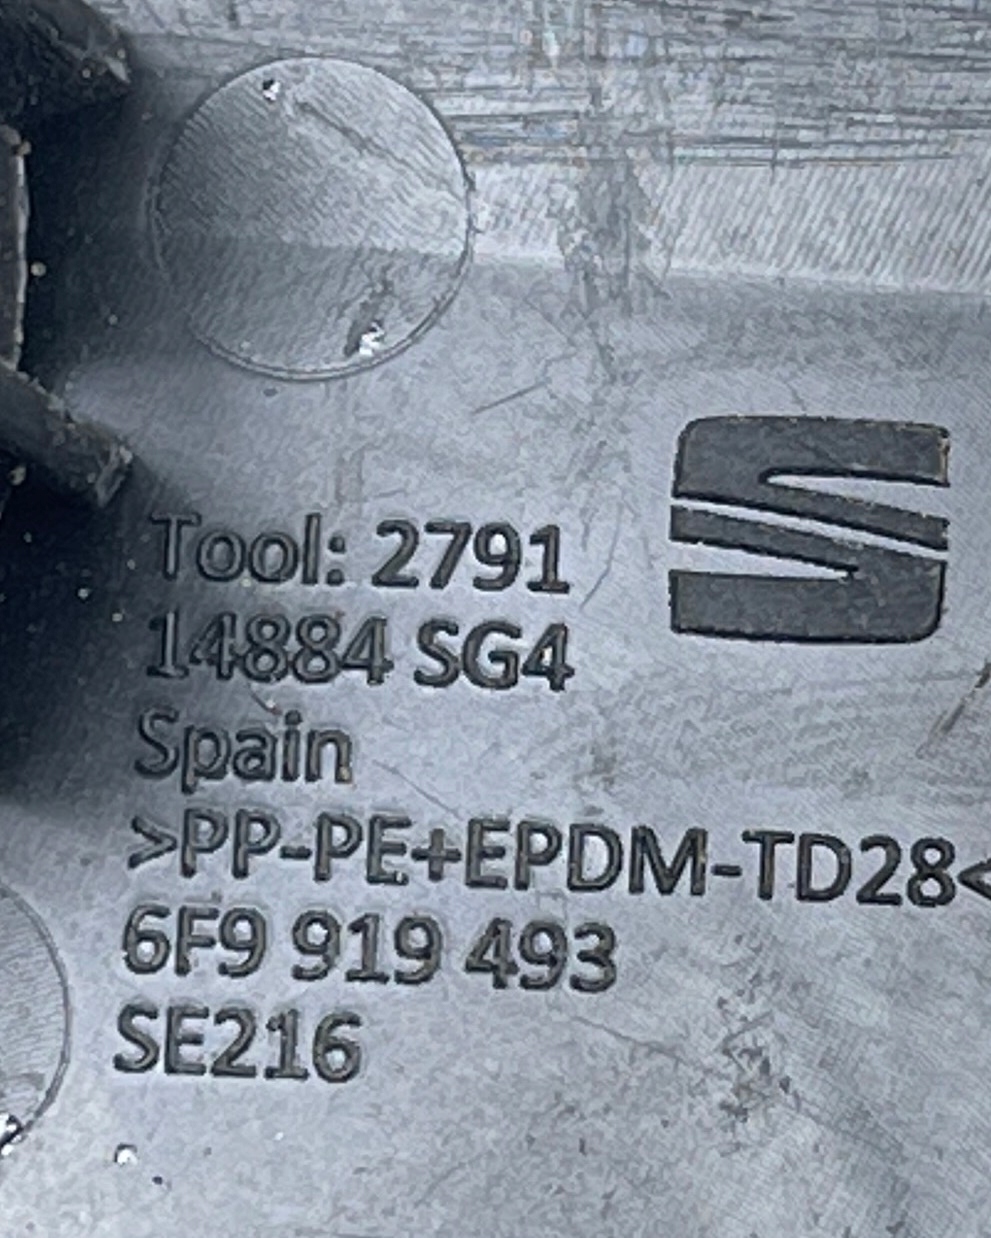 Tool: 2791
14884 SG4
Spain
>PP-PE+EPDM-TD28<
6F9 919 493
SE216